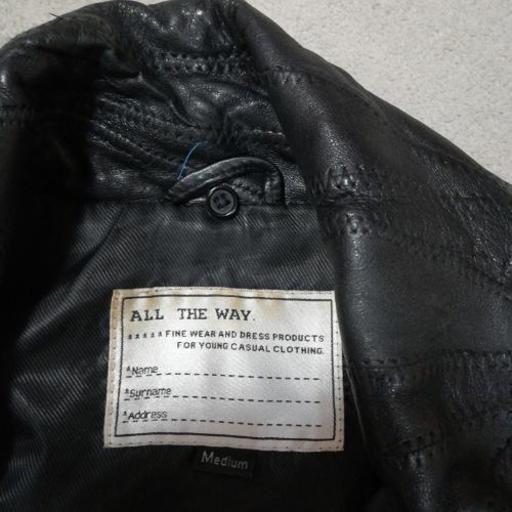 ALL THE WAY.
***** FINE WEAR AND DRESS PRODUCTS
FOR YOUNG CASUAL CLOTHING.
*Name
*Surname
*Address
Medium